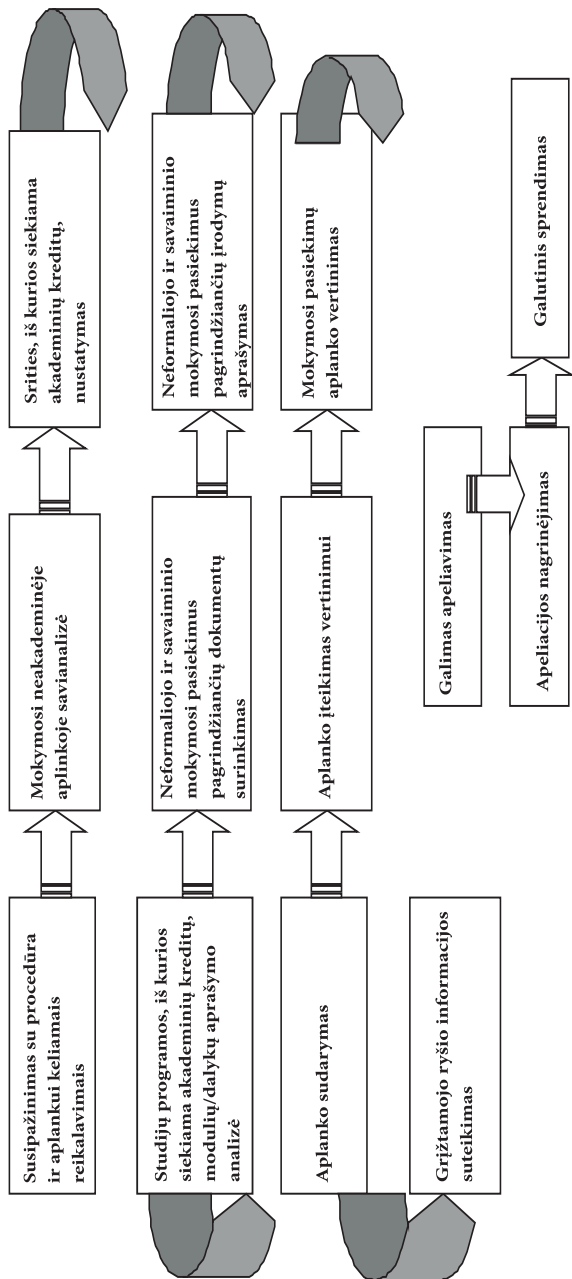 Susipažinimas su procedūra
ir aplankui keliamais
reikalavimais
Mokymosi neakademinėje
aplinkoje savianalizė
Srities, iš kurios siekiama
akademinių kreditų,
nustatymas
Studijų programos, iš kurios
siekiama akademinių kreditų,
modulių/dalykų aprašymo
analizė
Neformaliojo ir savaiminio
mokymosi pasiekimus
pagrindžiančių dokumentų
surinkimas
Neformaliojo ir savaiminio
mokymosi pasiekimus
pagrindžiančių įrodymų
aprašymas
Aplanko sudarymas
Aplanko įteikimas vertinimui
Mokymosi pasiekimų
aplanko vertinimas
Grįžtamojo ryšio informacijos
suteikimas
Galimas apeliavimas
Apeliacijos nagrinėjimas
Galutinis sprendimas